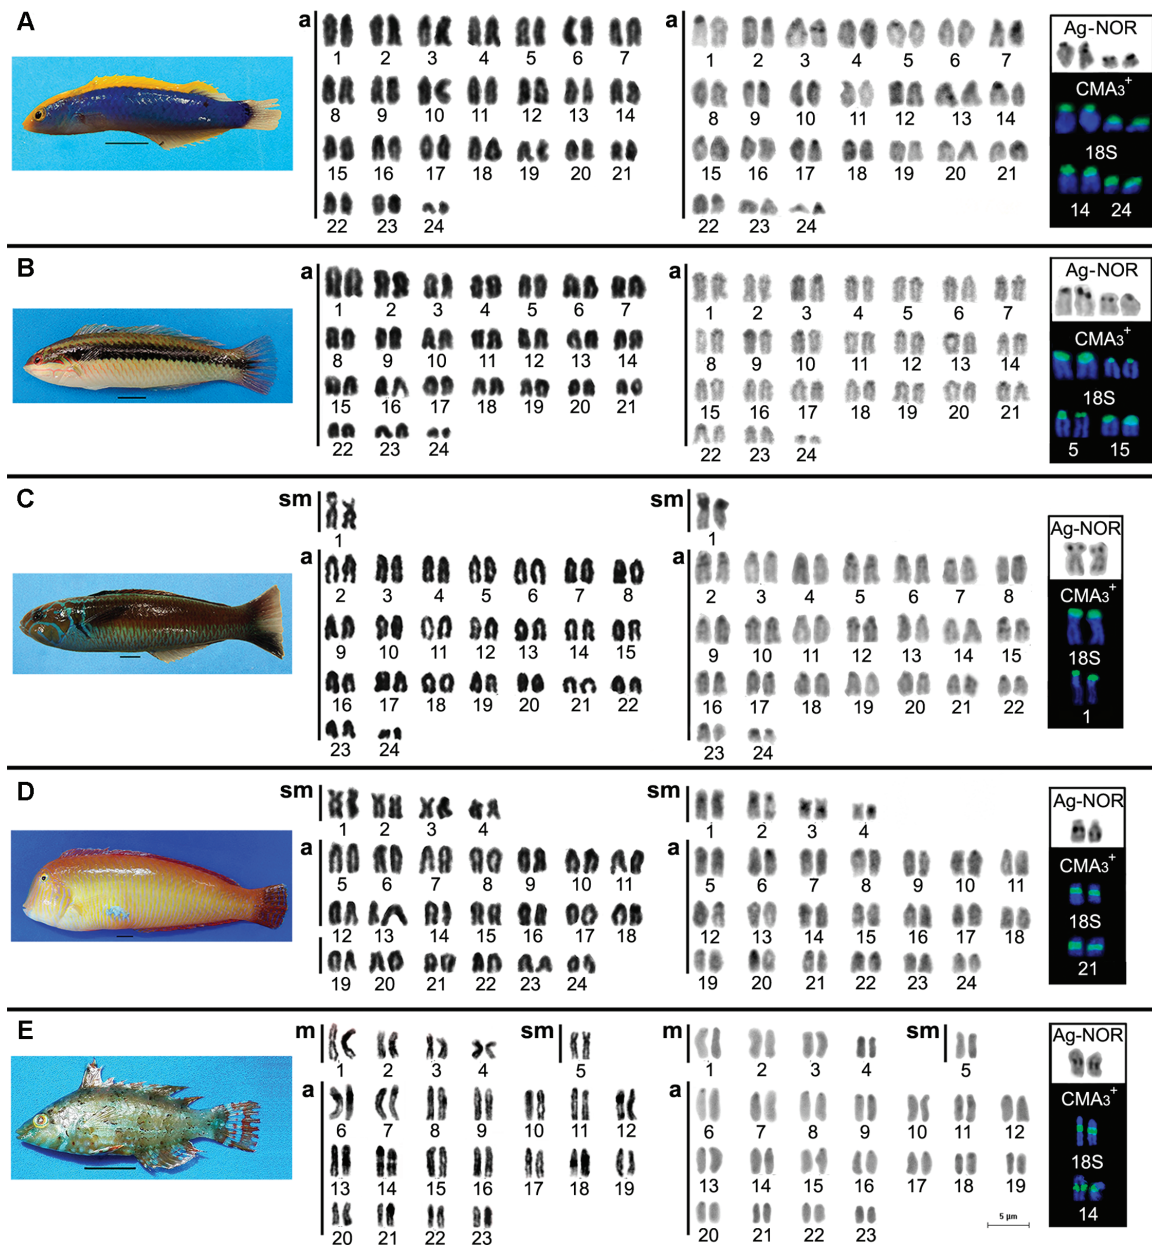 A
a
1 2 3 4 5 6 7
8 9 10 11 12 13 14
15 16 17 18 19 20 21
22 23 24
a
1 2 3 4 5 6 7
8 9 10 11 12 13 14
15 16 17 18 19 20 21
22 23 24
Ag-NOR
CMA3+
18S
14 24
B
a
1 2 3 4 5 6 7
8 9 10 11 12 13 14
15 16 17 18 19 20 21
22 23 24
a
1 2 3 4 5 6 7
8 9 10 11 12 13 14
15 16 17 18 19 20 21
22 23 24
Ag-NOR
CMA3+
18S
5 15
C
sm
1
a
2 3 4 5 6 7 8
9 10 11 12 13 14 15
16 17 18 19 20 21 22
23 24
sm
1
a
2 3 4 5 6 7 8
9 10 11 12 13 14 15
16 17 18 19 20 21 22
23 24
Ag-NOR
CMA3+
18S
1
D
sm
1 2 3 4
a
5 6 7 8 9 10 11
12 13 14 15 16 17 18
19 20 21 22 23 24
sm
1 2 3 4
a
5 6 7 8 9 10 11
12 13 14 15 16 17 18
19 20 21 22 23 24
Ag-NOR
CMA3+
18S
21
E
m
1 2 3 4
sm
5
a
6 7 8 9 10 11 12
13 14 15 16 17 18 19
20 21 22 23
m
1 2 3 4
sm
5
a
6 7 8 9 10 11 12
13 14 15 16 17 18 19
20 21 22 23
5 µm
Ag-NOR
CMA3+
18S
14